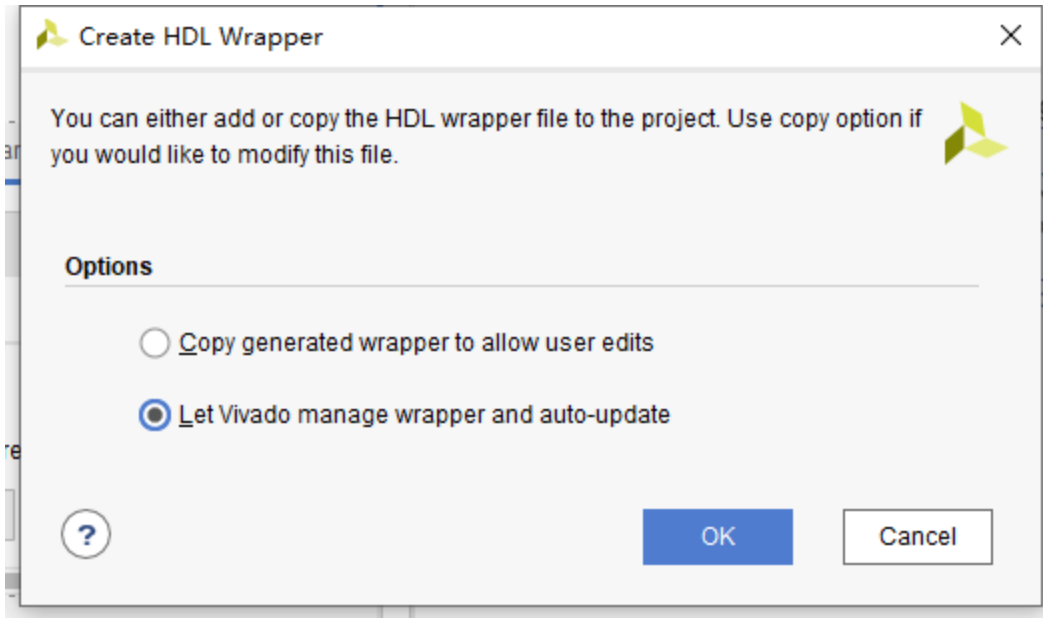 Create HDL Wrapper
You can either add or copy the HDL wrapper file to the project. Use copy option if
you would like to modify this file.
Options
Copy generated wrapper to allow user edits
Let Vivado manage wrapper and auto-update
?
OK
Cancel